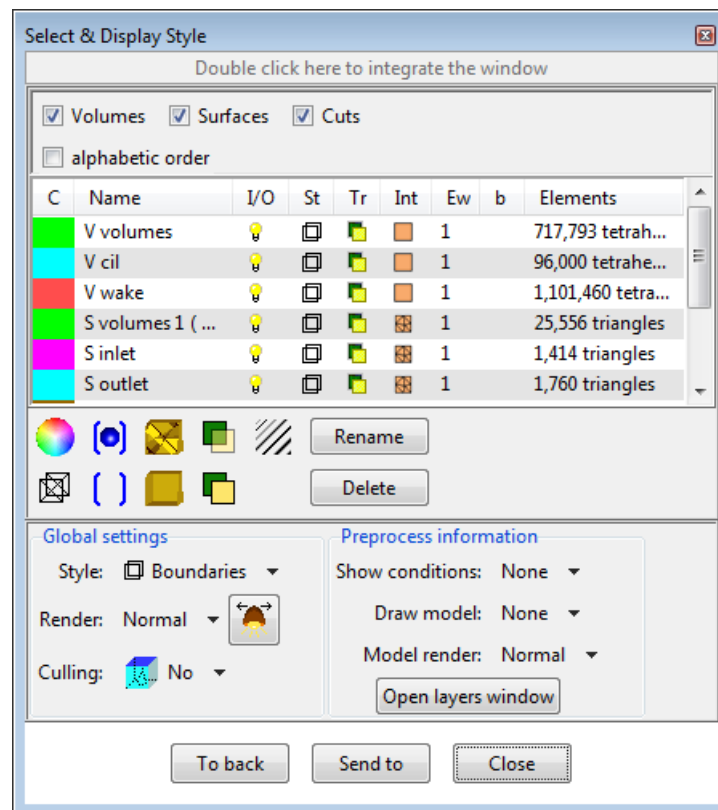 Select & Display Style
Double click here to integrate the window
Volumes Surfaces Cuts
alphabetic order
C Name I/O St Tr Int Ew b Elements
V volumes 1 717,793 tetrah...
V cil 1 96,000 tetrahe...
V wake 1 1,101,460 tetra...
S volumes 1 ( ... 1 25,556 triangles
S inlet 1 1,414 triangles
S outlet 1 1,760 triangles
Rename
Delete
Global settings Preprocess information
Style: Boundaries Show conditions: None
Render: Normal Draw model: None
Culling: No Model render: Normal
Open layers window
To back Send to Close